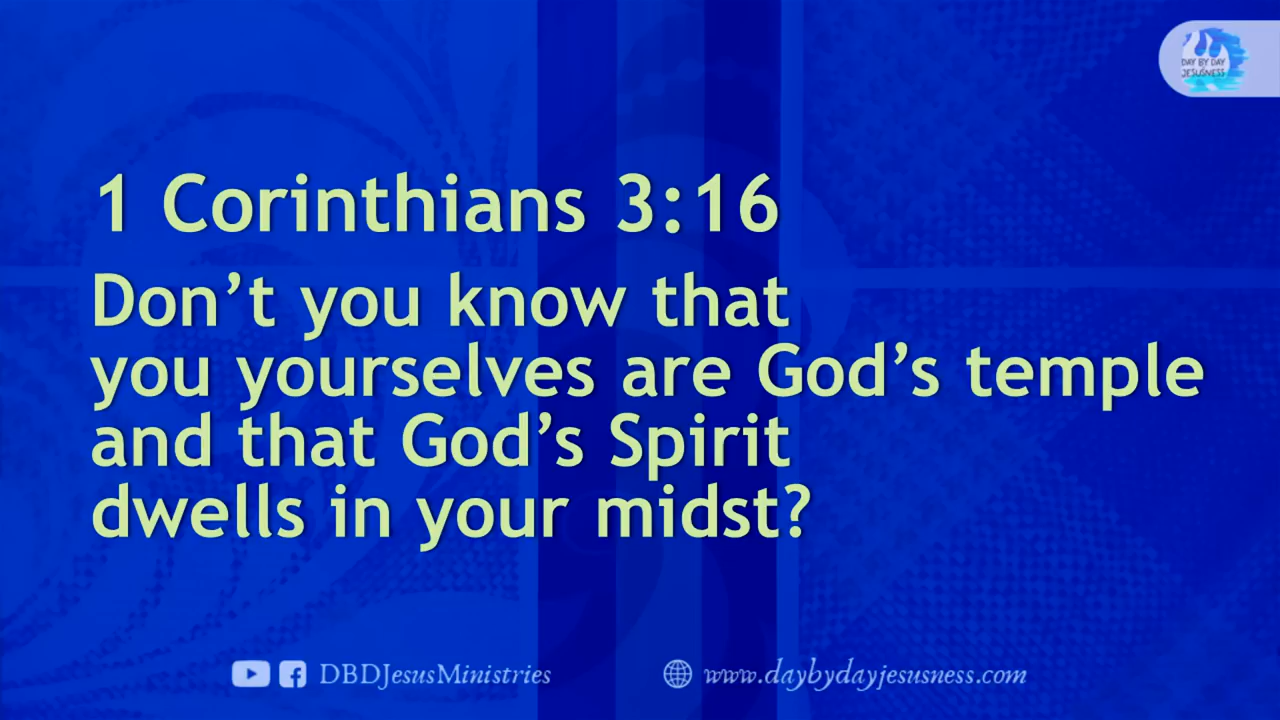 DAY BY DAY
JESUSNESS
1 Corinthians 3:16
Don’t you know that
you yourselves are God’s temple
and that God’s Spirit
dwells in your midst?
DBDJesusMinistries
www.daybydayjesusness.com